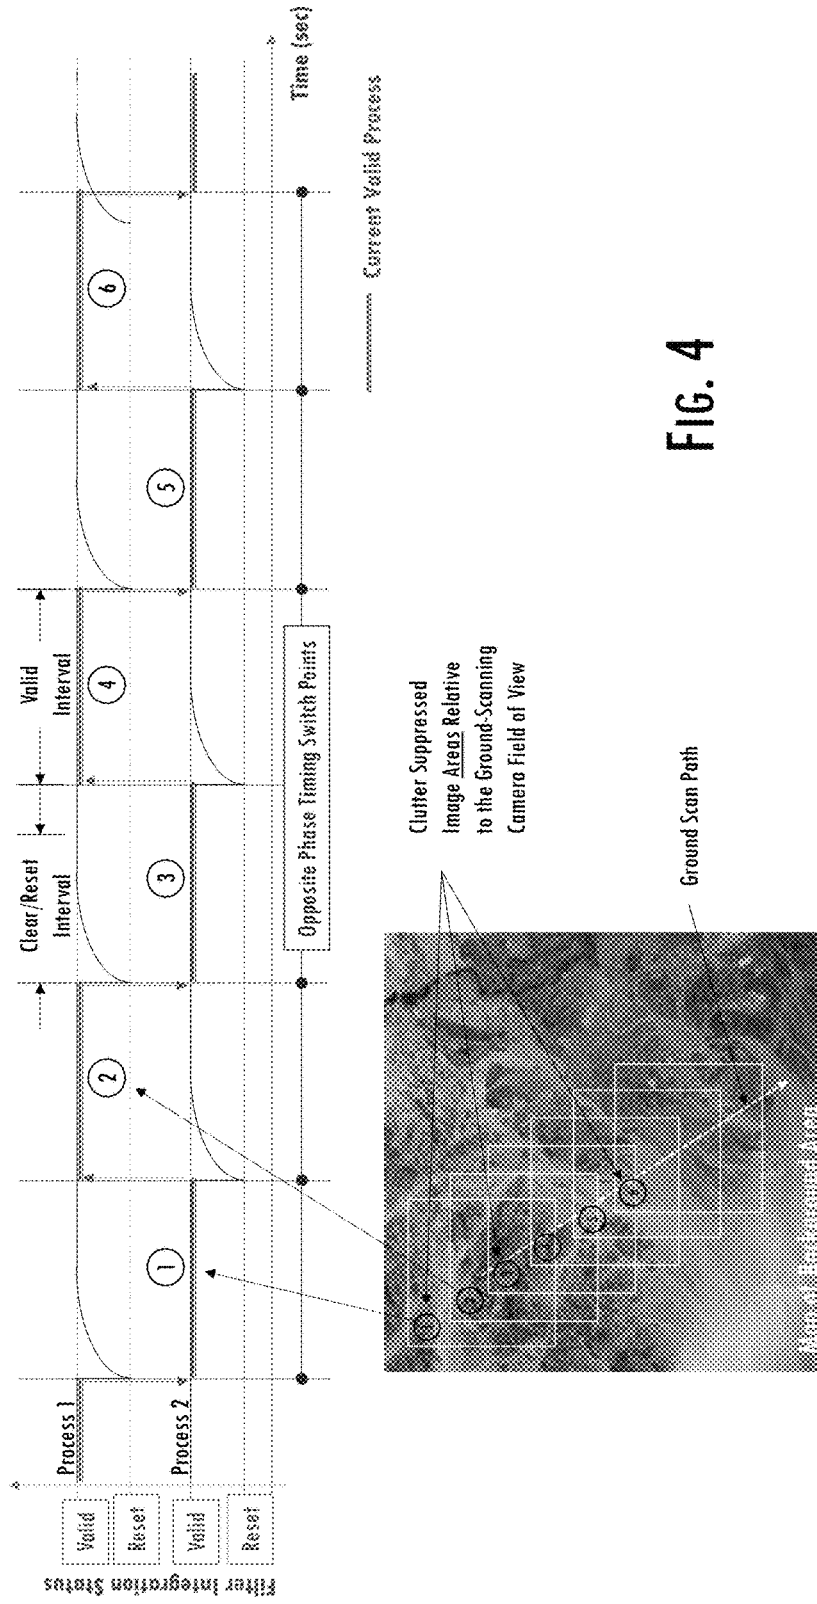 Filter Integration Status
Valid
Reset
Valid
Reset
Process 1
Process 2
Clear/Reset
Interval
Valid
Interval
1
2
3
4
5
6
Time (sec)
Opposite Phase Timing Switch Points
Current Valid Process
Clutter Suppressed
Image Areas Relative
to the Ground-Scanning
Camera Field of View
Ground Scan Path
FIG. 4